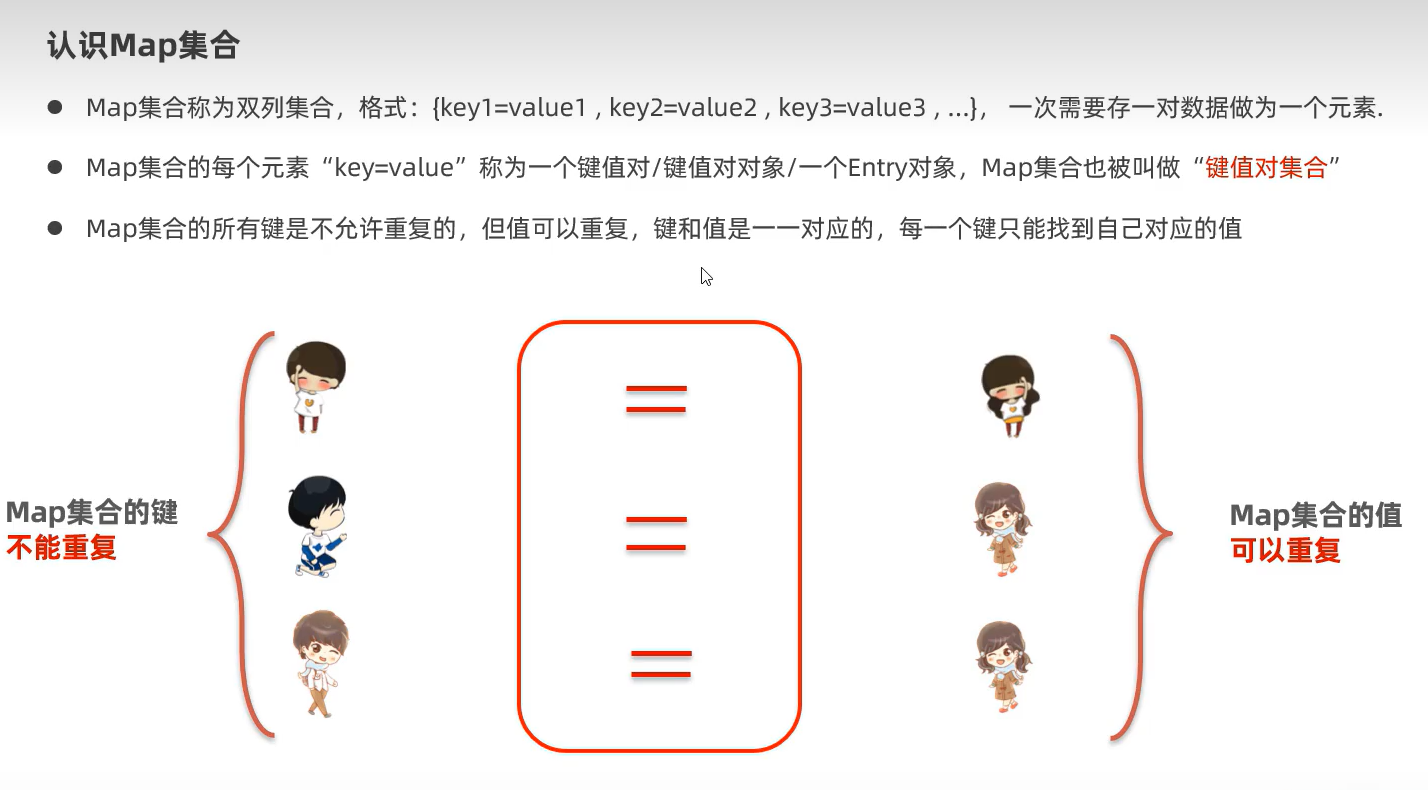 认识Map集合
● Map集合称为双列集合，格式：{key1=value1 , key2=value2 , key3=value3 , ...}， 一次需要存一对数据做为一个元素.
● Map集合的每个元素“key=value”称为一个键值对/键值对对象/一个Entry对象，Map集合也被叫做“键值对集合”
● Map集合的所有键是不允许重复的，但值可以重复，键和值是一一对应的，每一个键只能找到自己对应的值
Map集合的键
不能重复
=
=
=
Map集合的值
可以重复